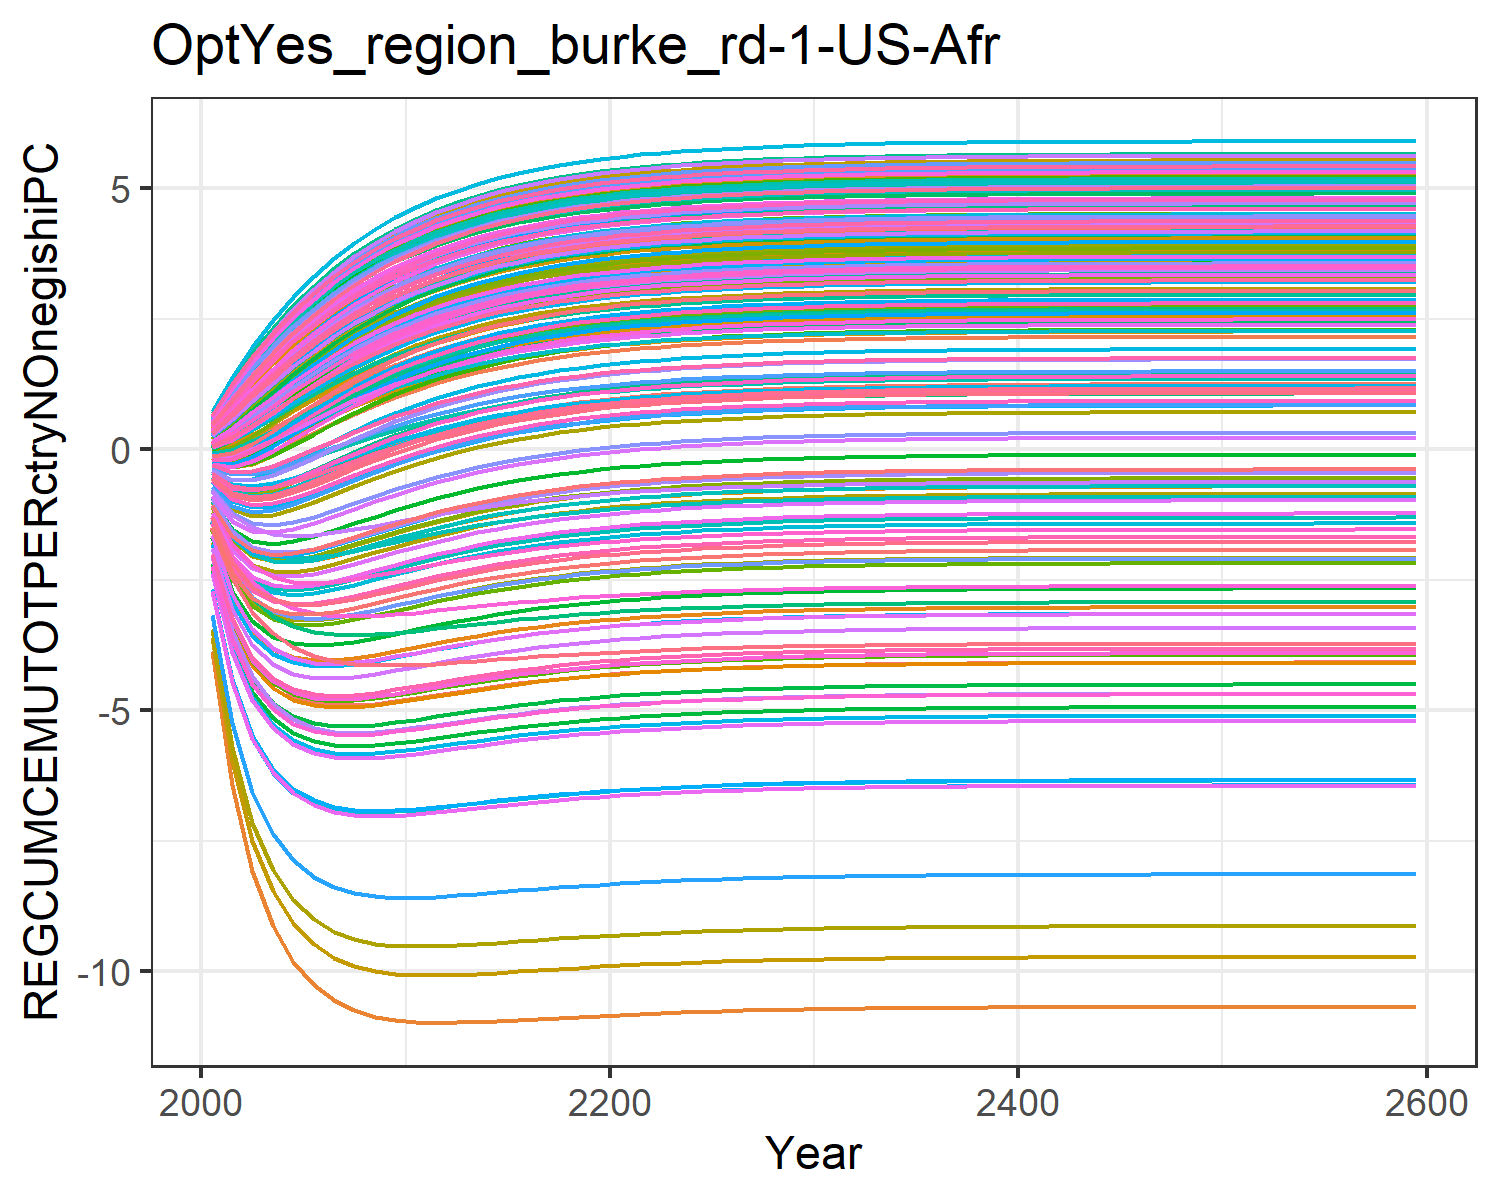 OptYes_region_burke_rd-1-US-Afr
REGCUMCEMUTOTPERctryNOnegishiPC
5
0
-5
-10
2000
2200
2400
2600
Year